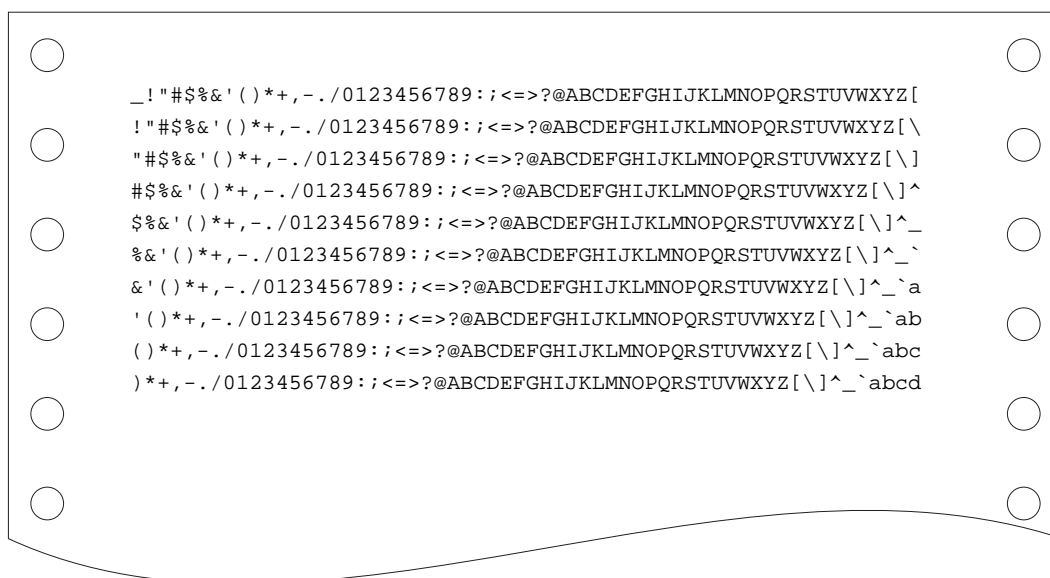 _!"#$%&'()*+,-./0123456789:;<=>?@ABCDEFGHIJKLMNOPQRSTUVWXYZ[
!"#$%&'()*+,-./0123456789:;<=>?@ABCDEFGHIJKLMNOPQRSTUVWXYZ[\
"#$%&'()*+,-./0123456789:;<=>?@ABCDEFGHIJKLMNOPQRSTUVWXYZ[\]
#$%&'()*+,-./0123456789:;<=>?@ABCDEFGHIJKLMNOPQRSTUVWXYZ[\]^
$%&'()*+,-./0123456789:;<=>?@ABCDEFGHIJKLMNOPQRSTUVWXYZ[\]^_
%&'()*+,-./0123456789:;<=>?@ABCDEFGHIJKLMNOPQRSTUVWXYZ[\]^_`
&'()*+,-./0123456789:;<=>?@ABCDEFGHIJKLMNOPQRSTUVWXYZ[\]^_`a
'()*+,-./0123456789:;<=>?@ABCDEFGHIJKLMNOPQRSTUVWXYZ[\]^_`ab
()*+,-./0123456789:;<=>?@ABCDEFGHIJKLMNOPQRSTUVWXYZ[\]^_`abc
)*+,-./0123456789:;<=>?@ABCDEFGHIJKLMNOPQRSTUVWXYZ[\]^_`abcd